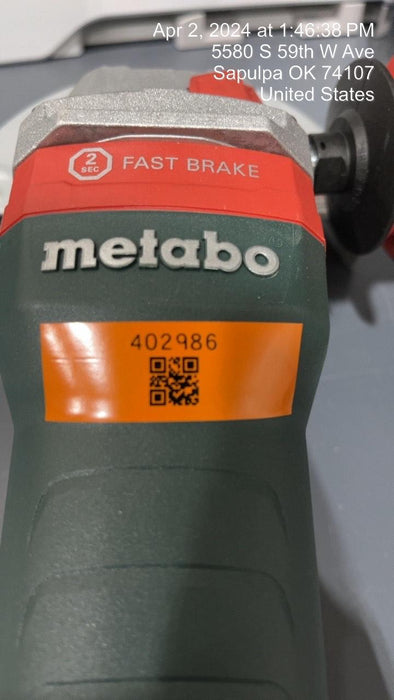 Apr 2, 2024 at 1:46:38 PM
5580 S 59th W Ave
Sapulpa OK 74107
United States
2 SEC FAST BRAKE
metabo®
402986